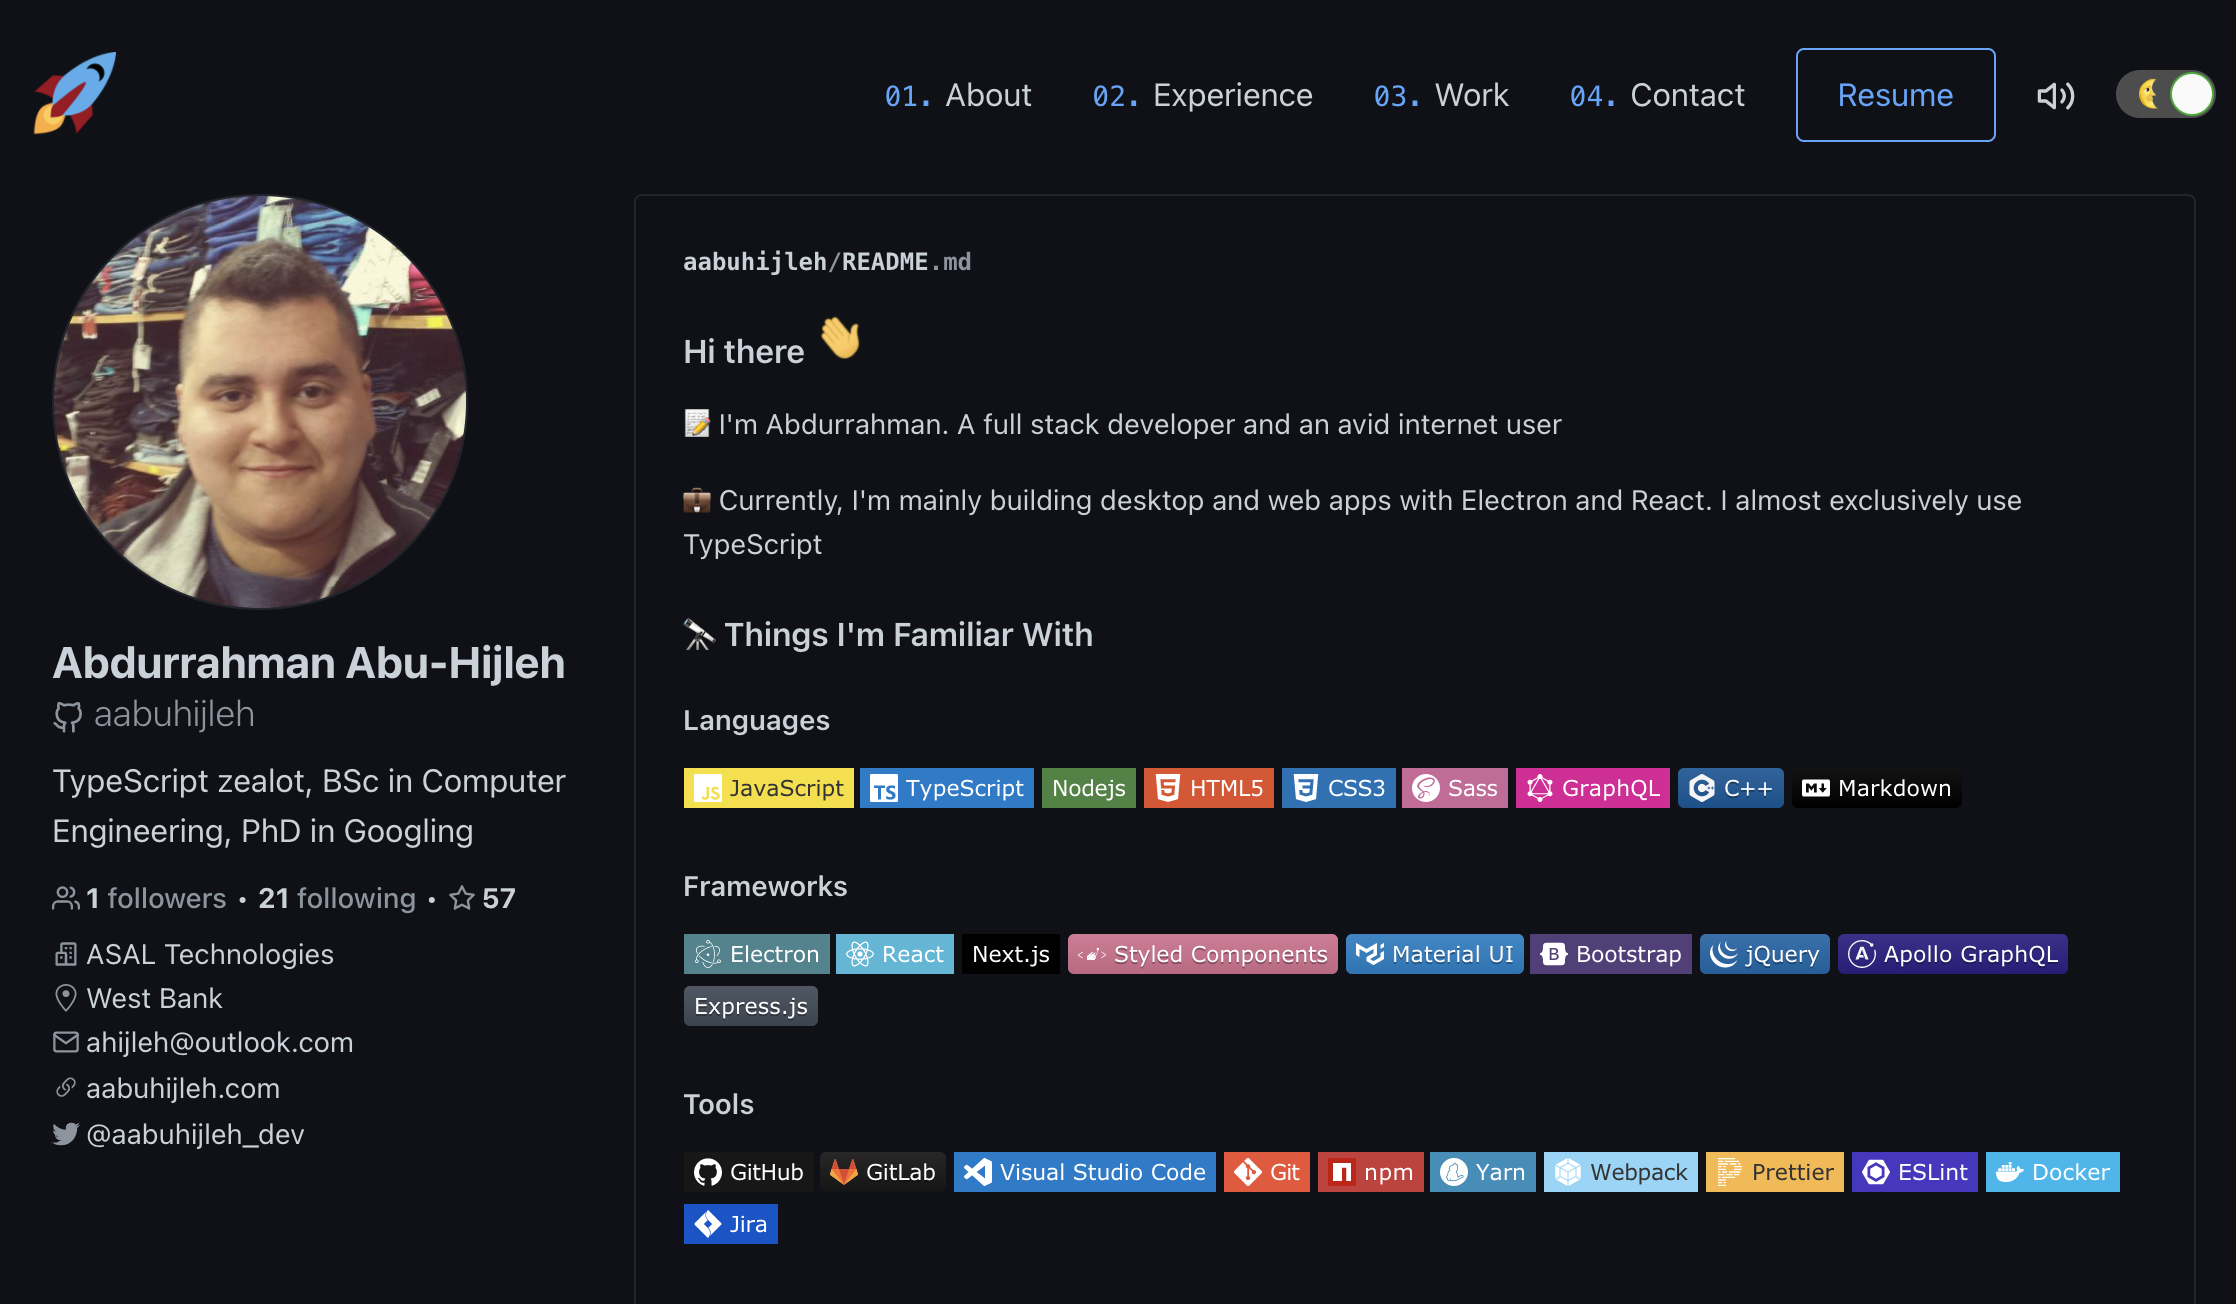 01. About 02. Experience 03. Work 04. Contact Resume
Abdurrahman Abu-Hijleh
aabuhijleh
TypeScript zealot, BSc in Computer
Engineering, PhD in Googling
1 followers • 21 following • 57
ASAL Technologies
West Bank
ahijleh@outlook.com
aabuhijleh.com
@aabuhijleh_dev
aabuhijleh/README.md
Hi there 👋
📝 I'm Abdurrahman. A full stack developer and an avid internet user
💼 Currently, I'm mainly building desktop and web apps with Electron and React. I almost exclusively use
TypeScript
🔭 Things I'm Familiar With
Languages
JS JavaScript TS TypeScript Nodejs HTML5 CSS3 Sass GraphQL C++ Markdown
Frameworks
Electron React Next.js Styled Components Material UI Bootstrap jQuery Apollo GraphQL
Express.js
Tools
GitHub GitLab Visual Studio Code Git npm Yarn Webpack Prettier ESLint Docker
Jira